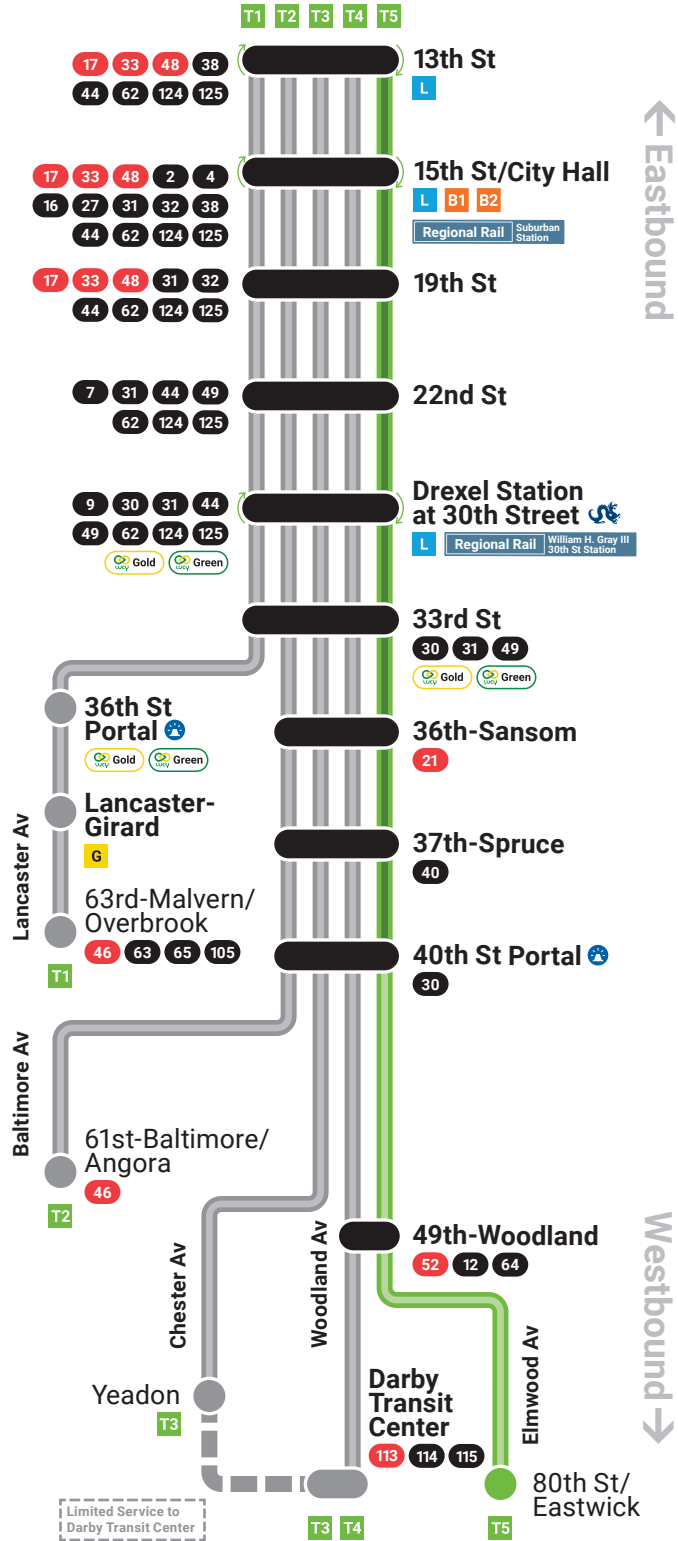 T1 T2 T3 T4 T5
17 33 48 38
44 62 124 125
13th St
L
← Eastbound
17 33 48 2 4
16 27 31 32 38
44 62 124 125
15th St/City Hall
L B1 B2
Regional Rail Suburban
Station
17 33 48 31 32
44 62 124 125
19th St
7 31 44 49
62 124 125
22nd St
9 30 31 44
49 62 124 125
LUCY Gold LUCY Green
Drexel Station
at 30th Street
L Regional Rail William H. Gray III
30th St Station
33rd St
30 31 49
LUCY Gold LUCY Green
36th St
Portal
LUCY Gold LUCY Green
36th-Sansom
21
Lancaster Av
Lancaster-
Girard
G
37th-Spruce
40
63rd-Malvern/
Overbrook
46 63 65 105
T1
40th St Portal
30
Baltimore Av
61st-Baltimore/
Angora
46
T2
Chester Av
Woodland Av
49th-Woodland
52 12 64
Westbound →
Elmwood Av
Yeadon
T3
Darby
Transit
Center
113 114 115
80th St/
Eastwick
Limited Service to
Darby Transit Center
T3 T4
T5